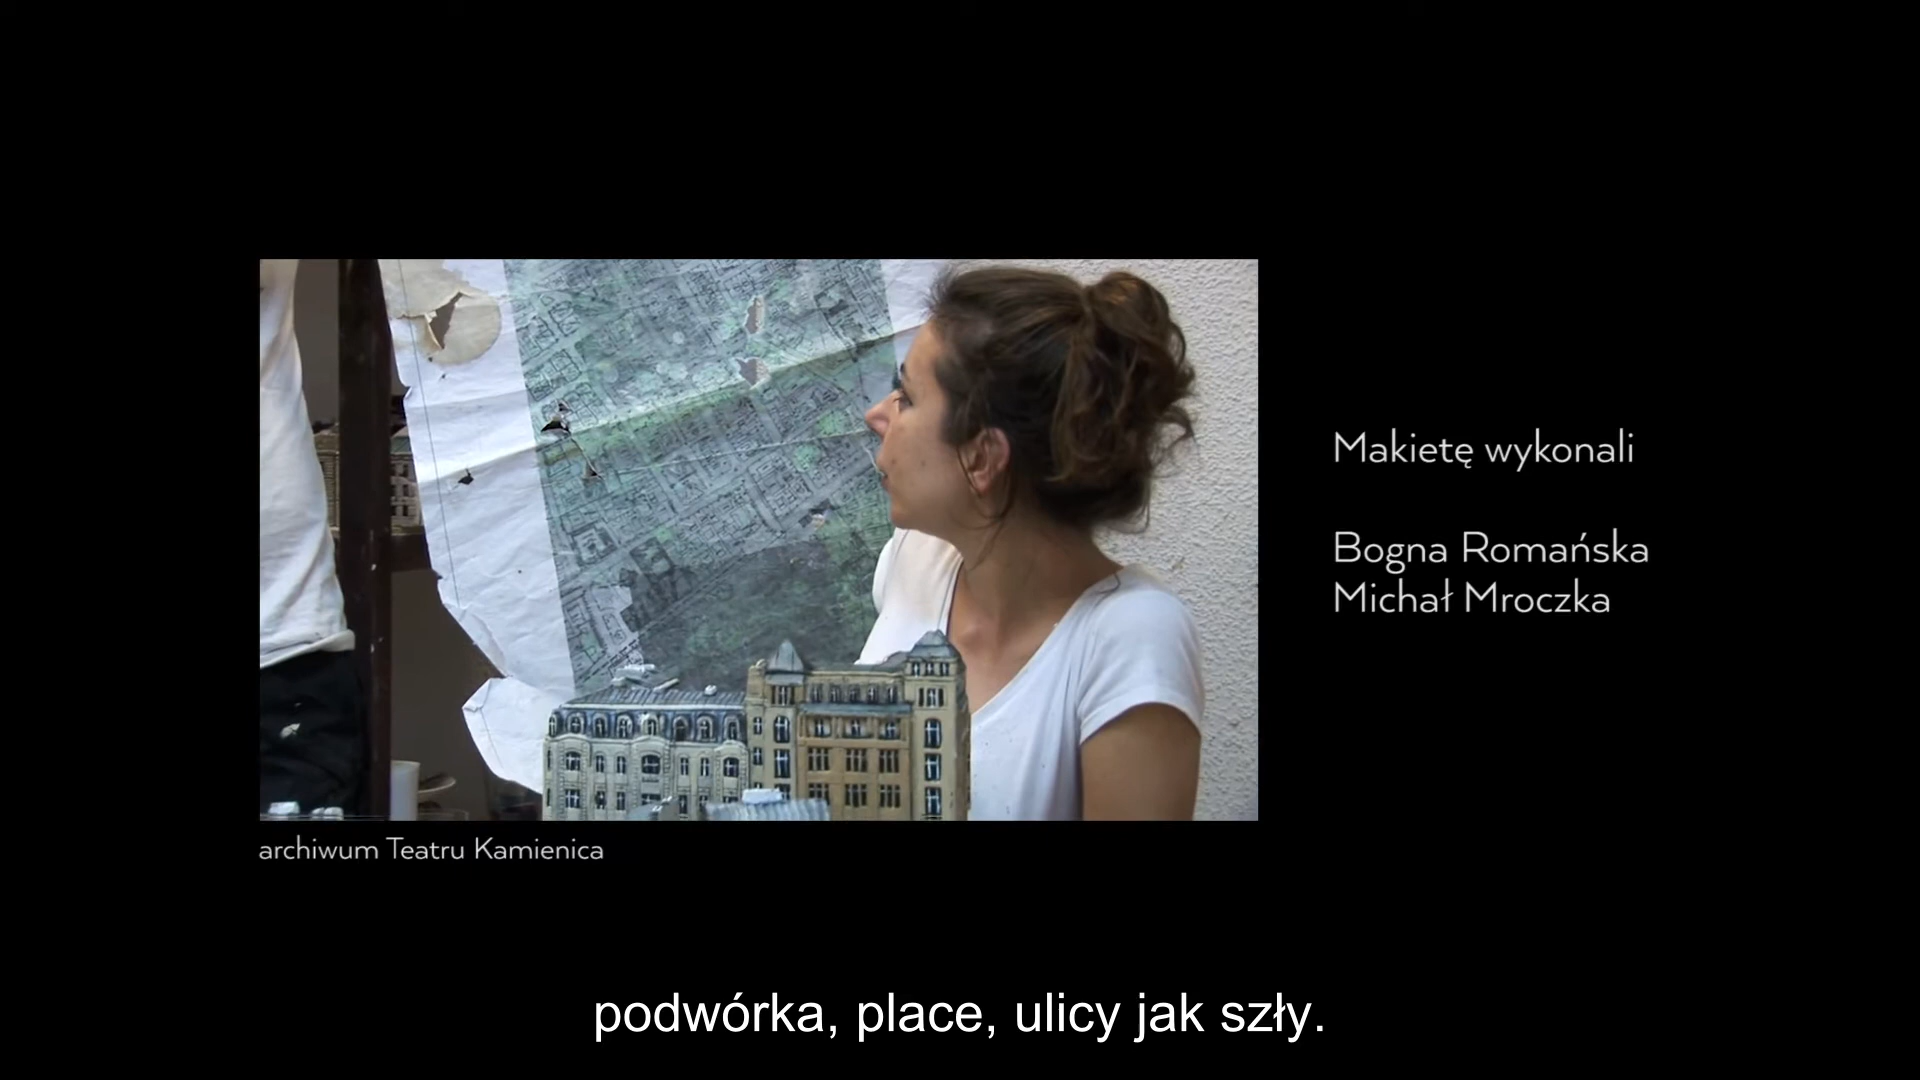 Makietę wykonali
Bogna Romańska
Michał Mroczka
archiwum Teatru Kamienica
podwórka, place, ulicy jak szły.